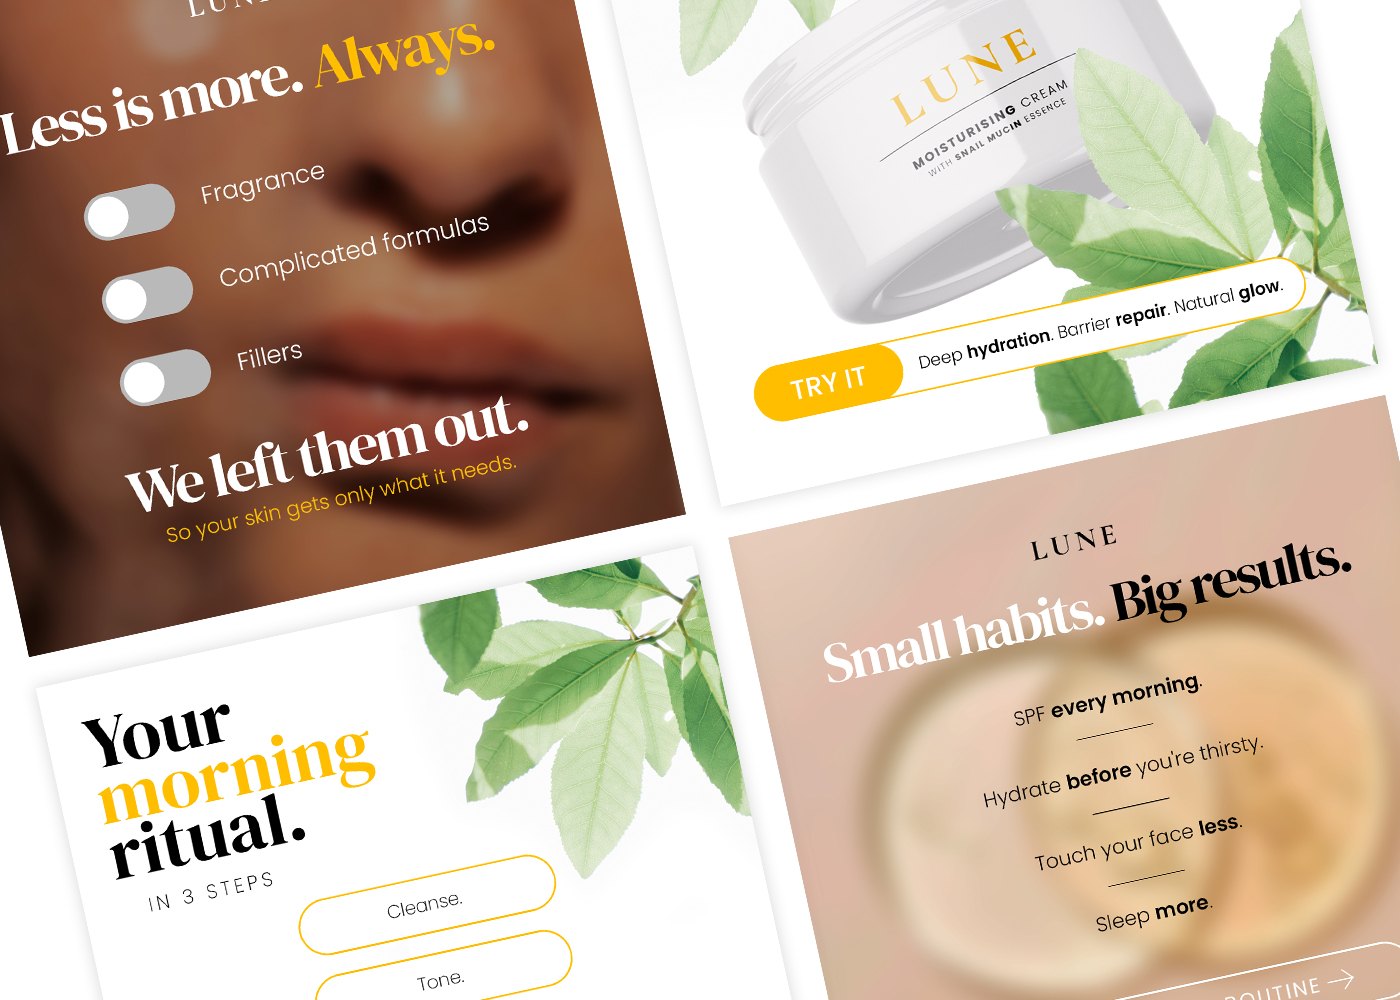 Less is more. Always.
Fragrance
Complicated formulas
Fillers
We left them out.
So your skin gets only what it needs.
LUNE
MOISTURISING CREAM
WITH SNAIL MUCIN ESSENCE
TRY IT
Deep hydration. Barrier repair. Natural glow.
Your
morning
ritual.
IN 3 STEPS
Cleanse.
Tone.
LUNE
Small habits. Big results.
SPF every morning.
Hydrate before you're thirsty.
Touch your face less.
Sleep more.
ROUTINE →